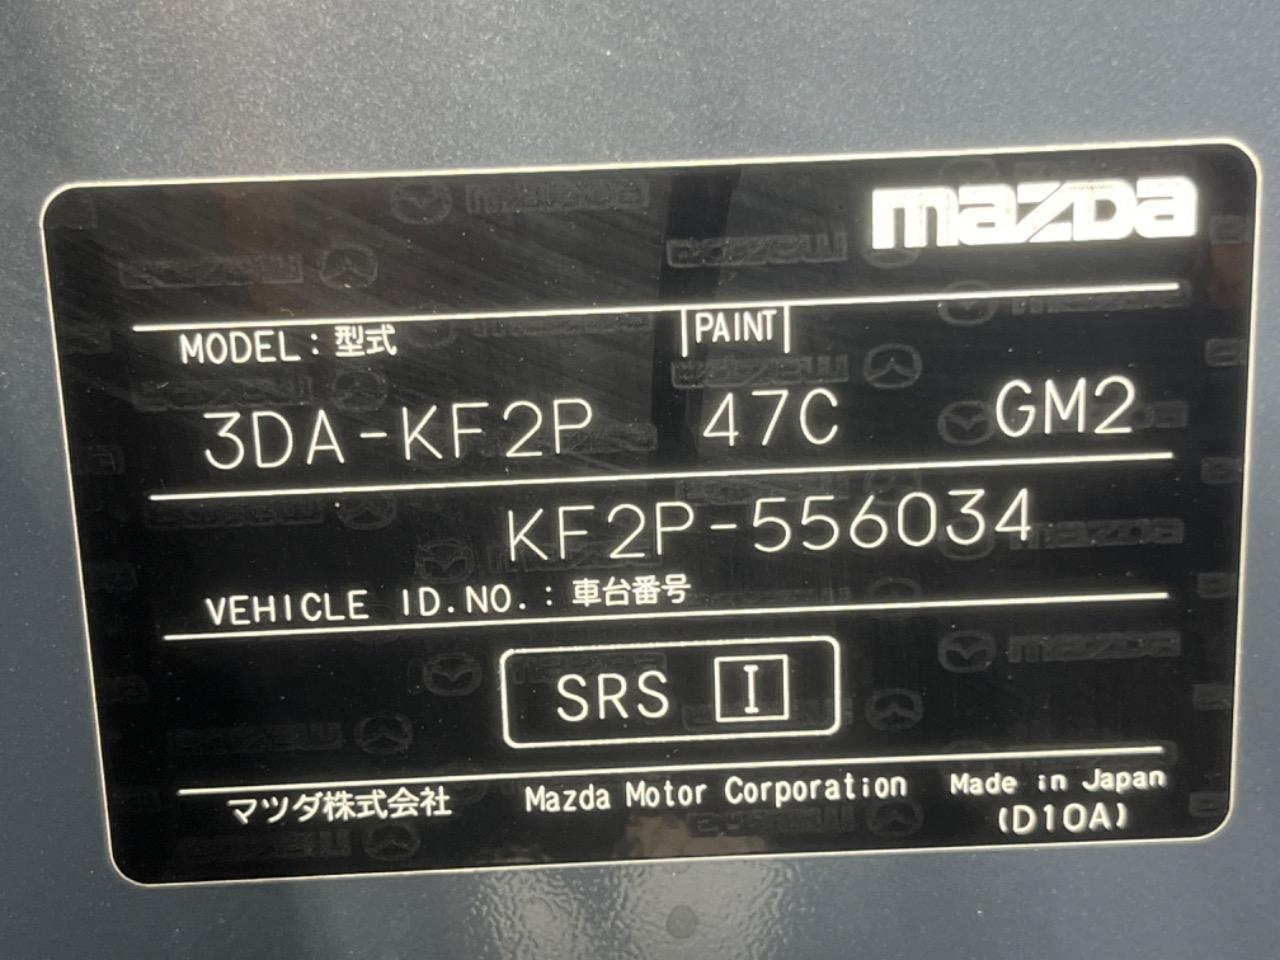 mazda
MODEL : 型式 PAINT
3DA-KF2P 47C GM2
KF2P-556034
VEHICLE ID.NO. : 車台番号
SRS I
マツダ株式会社 Mazda Motor Corporation Made in Japan
(D10A)